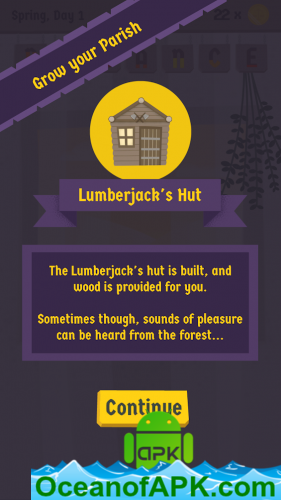 Spring, Day 1
22 x
Grow your Parish
Lumberjack's Hut
The Lumberjack's hut is built, and
wood is provided for you.
Sometimes though, sounds of pleasure
can be heard from the forest...
Continue
APK
OceanofAPK.com